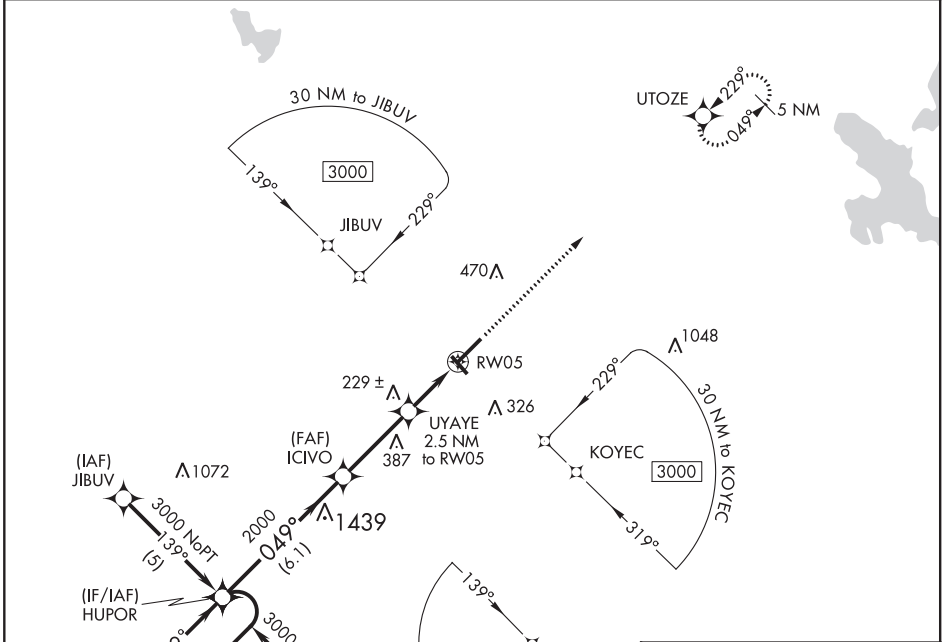 30 NM to JIBUV
3000
139°
229°
JIBUV
UTOZE
229°
049°
5 NM
470
RW05
1048
229 ±
326
UYAYE
2.5 NM
to RW05
387
(FAF)
ICIVO
229°
KOYEC
3000
30 NM to KOYEC
319°
(IAF)
JIBUV
1072
3000 NoPT
139°
(5)
2000
049°
(6.1)
1439
(IF/IAF)
HUPOR
3000
139°